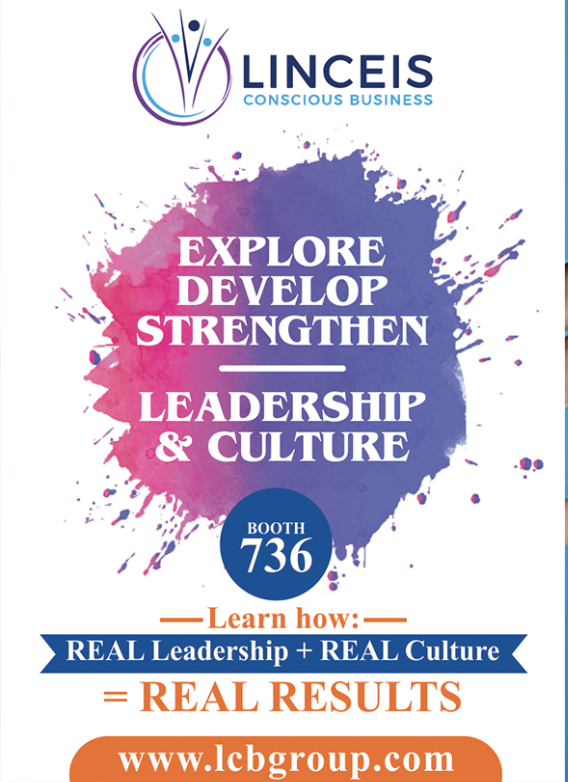 LINCEIS
CONSCIOUS BUSINESS
EXPLORE
DEVELOP
STRENGTHEN
LEADERSHIP
& CULTURE
BOOTH
736
Learn how:
REAL Leadership + REAL Culture
= REAL RESULTS
www.lcbgroup.com